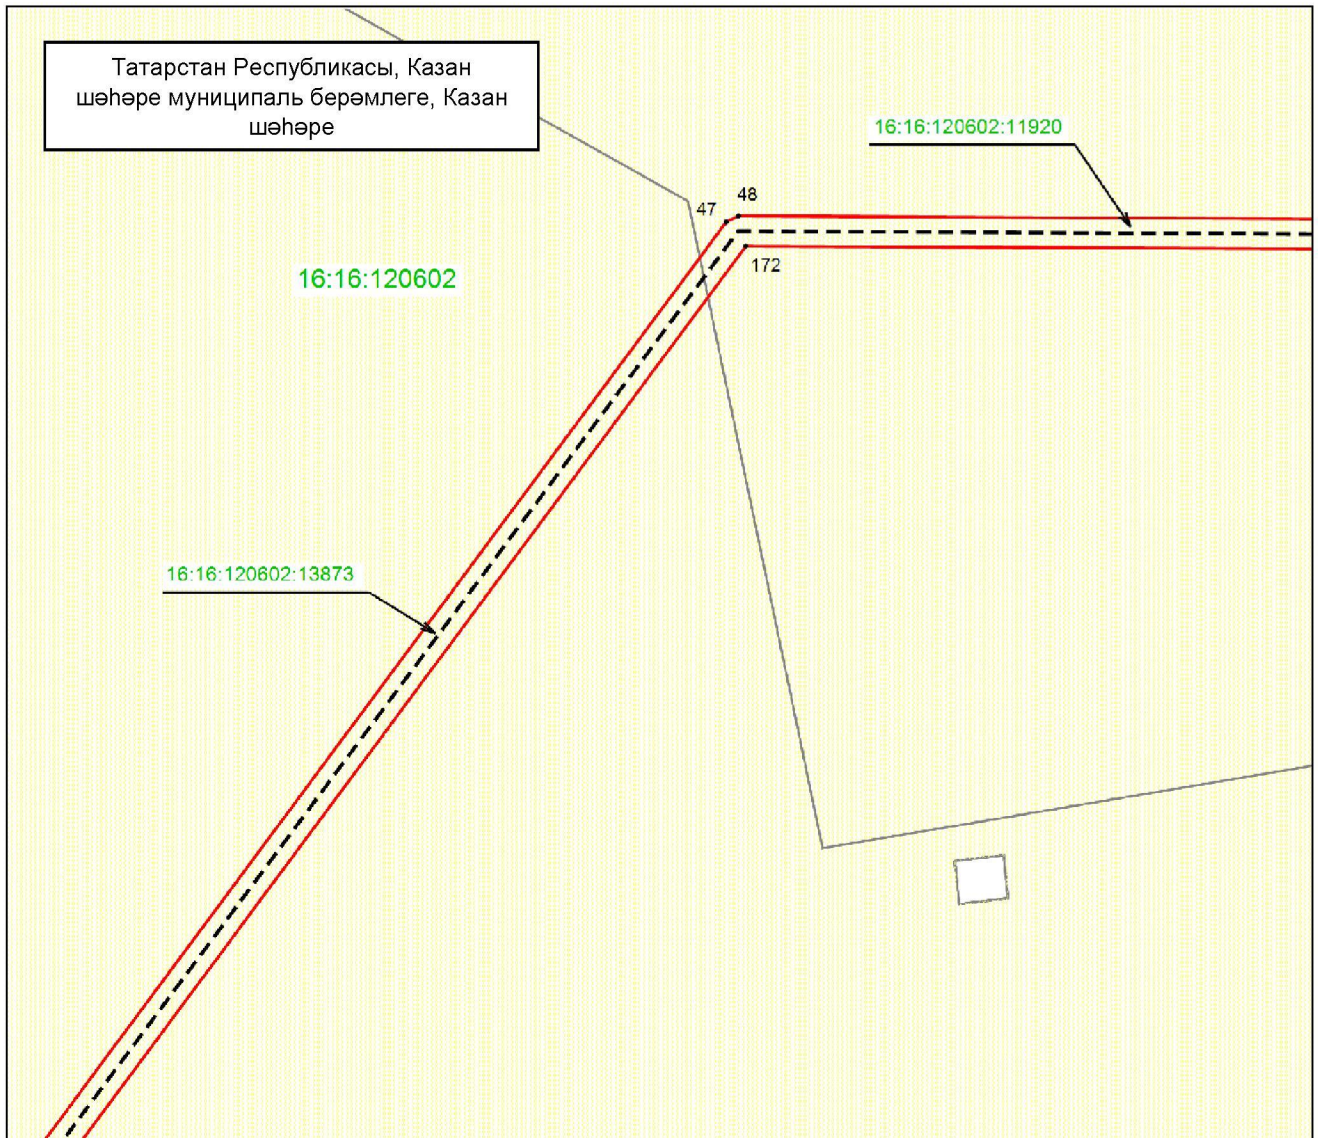 Татарстан Республикасы, Казан
шәһәре муниципаль берәмлеге, Казан
шәһәре
16:16:120602:11920
48
47
172
16:16:120602
16:16:120602:13873